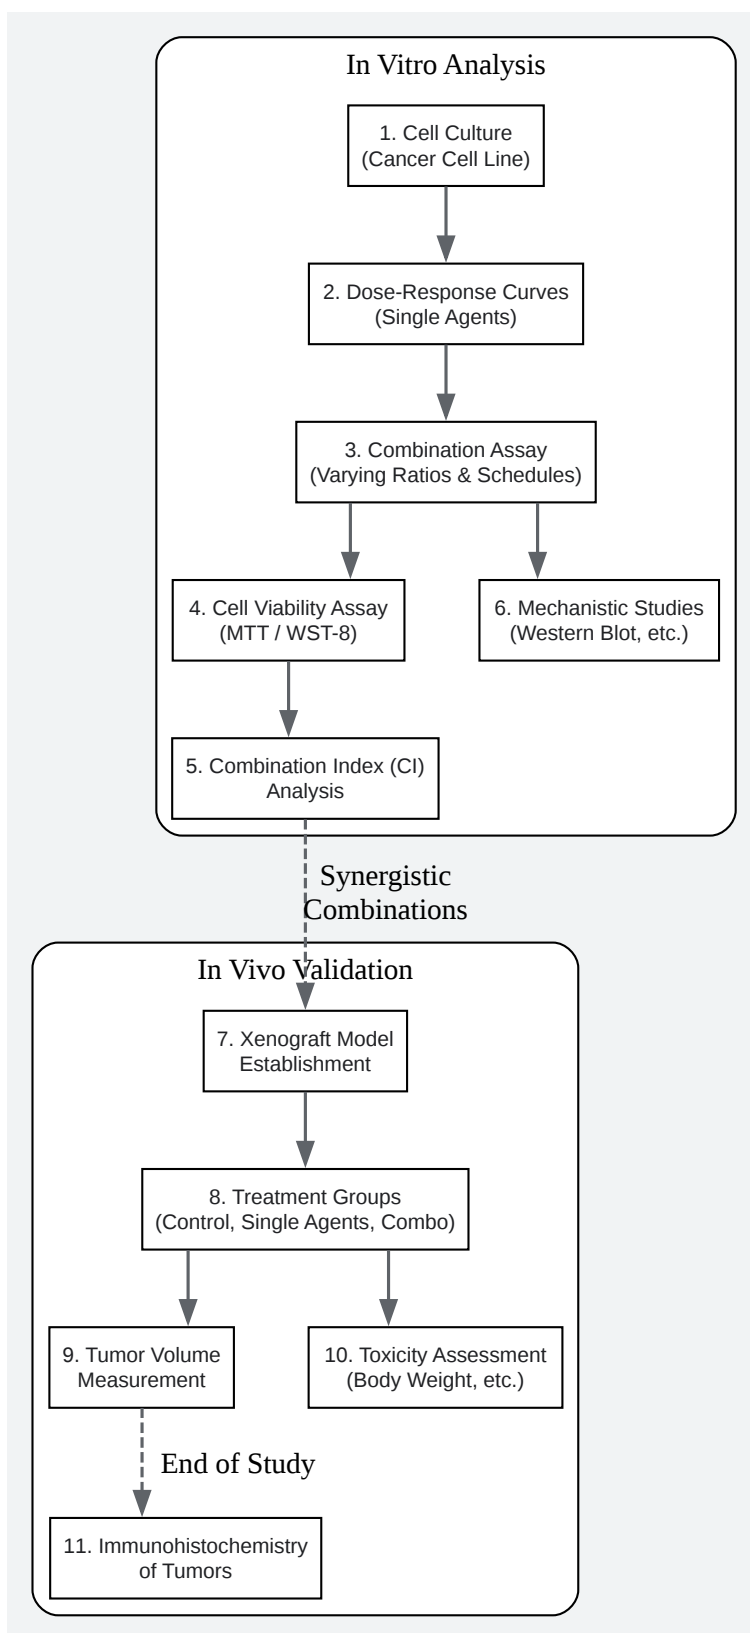 In Vitro Analysis
1. Cell Culture
(Cancer Cell Line)
2. Dose-Response Curves
(Single Agents)
3. Combination Assay
(Varying Ratios & Schedules)
4. Cell Viability Assay
(MTT / WST-8)
6. Mechanistic Studies
(Western Blot, etc.)
5. Combination Index (CI)
Analysis
Synergistic
Combinations
In Vivo Validation
7. Xenograft Model
Establishment
8. Treatment Groups
(Control, Single Agents, Combo)
9. Tumor Volume
Measurement
10. Toxicity Assessment
(Body Weight, etc.)
End of Study
11. Immunohistochemistry
of Tumors